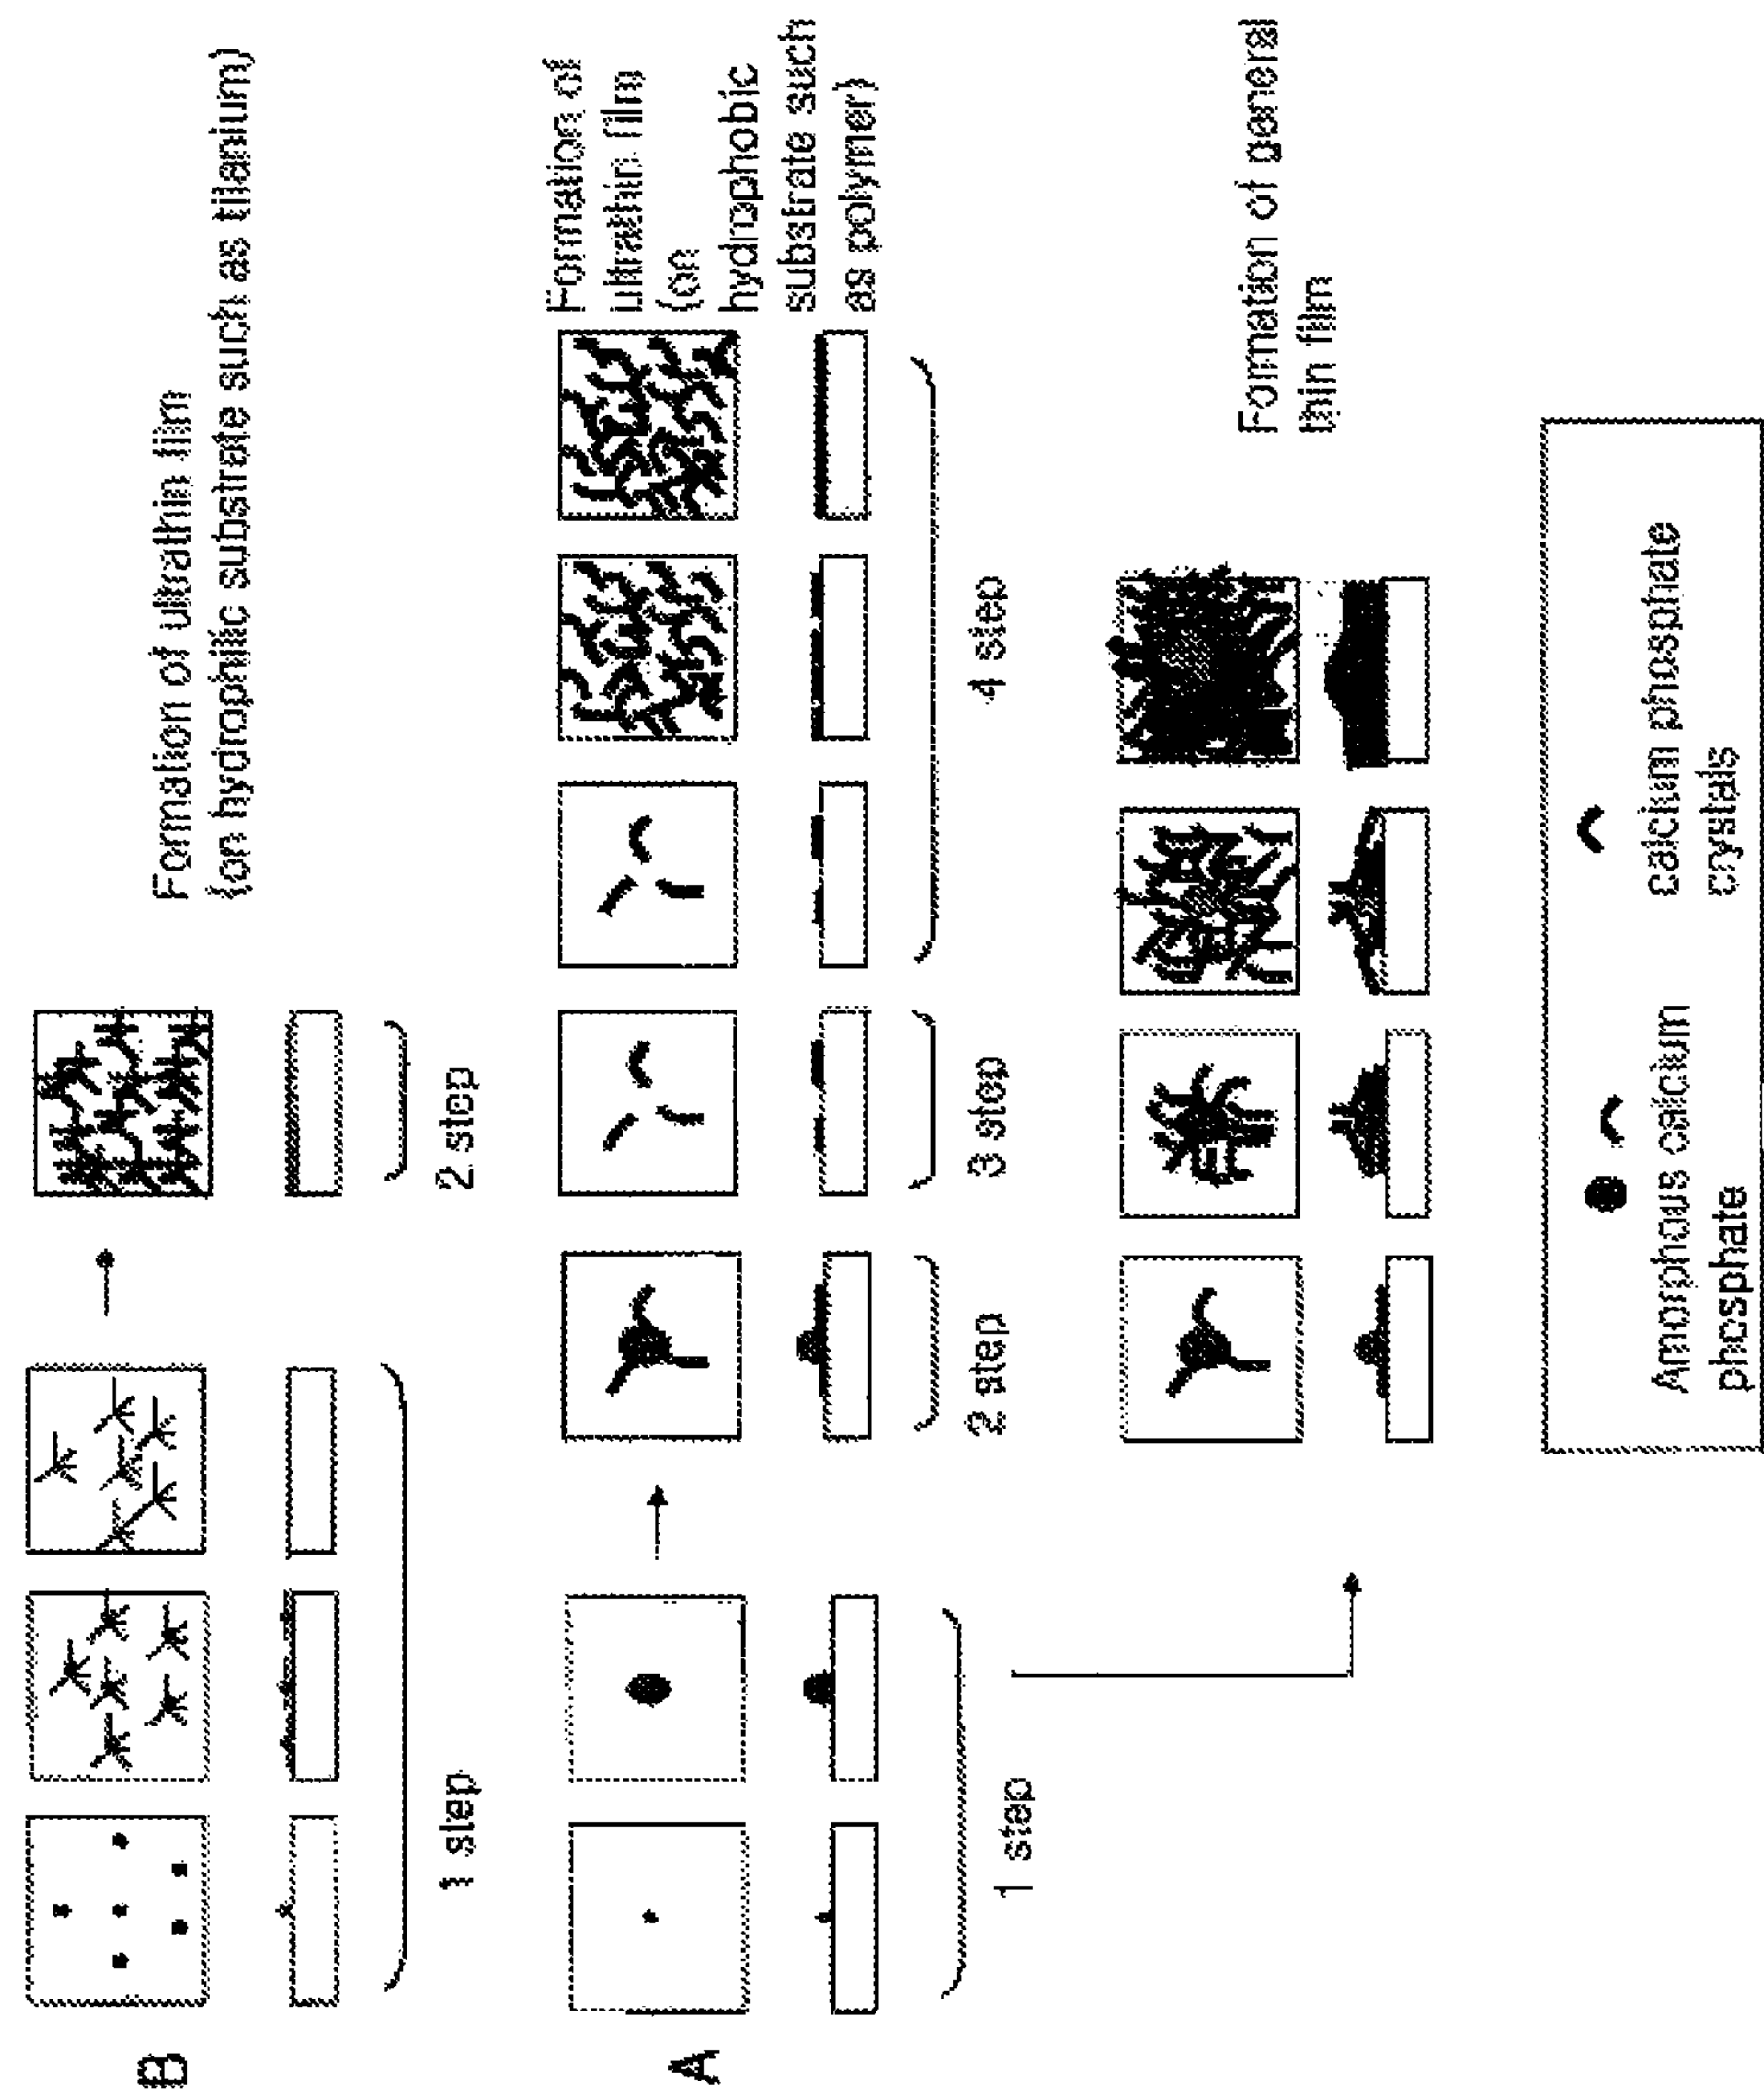 B
Formation of ultrathin film
(on hydrophilic substrate such as titanium)
1 step
2 step
A
Formation of
ultrathin film
(on
hydrophobic
substrate such
as polymer)
1 step
2 step
3 step
4 step
Formation of general
thin film
Amorphous calcium
phosphate
calcium phosphate
crystals